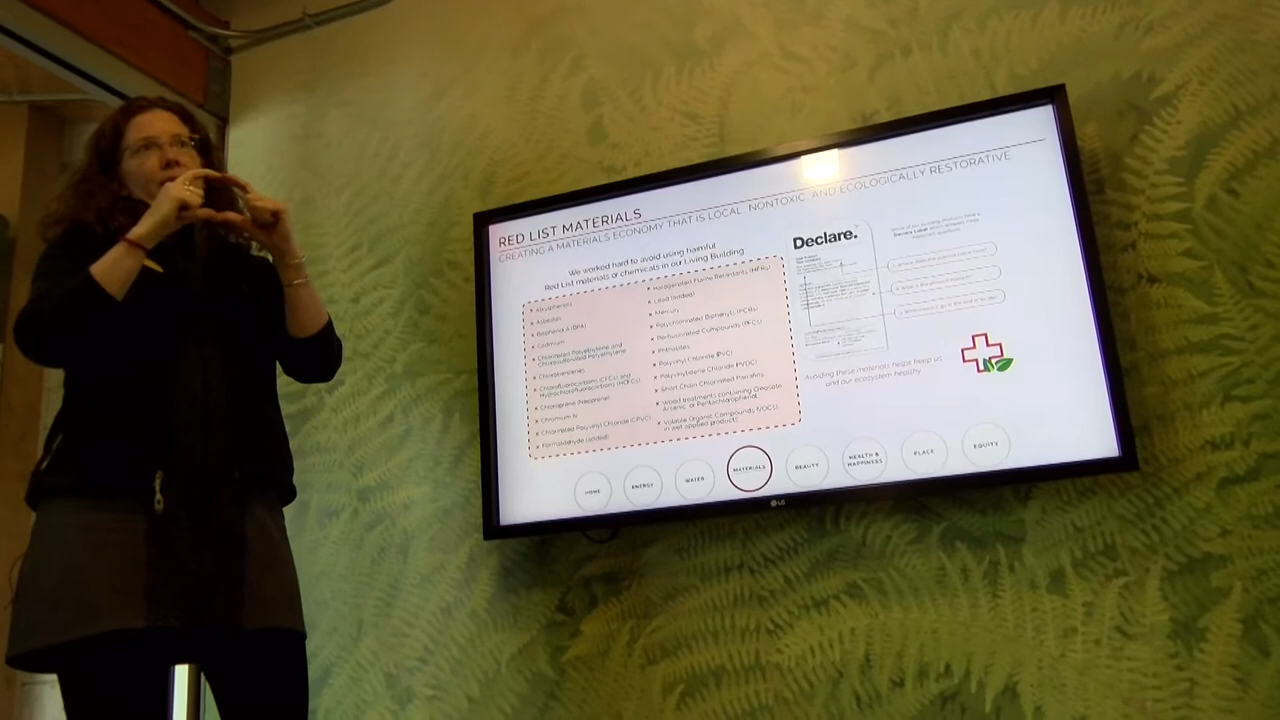 RED LIST MATERIALS
CREATING A MATERIALS ECONOMY THAT IS LOCAL NONTOXIC AND ECOLOGICALLY RESTORATIVE
We worked hard to avoid using harmful
Red List materials or chemicals in our Living Building
× Alkylphenols
× Asbestos
× Bisphenol A (BPA)
× Cadmium
× Chlorinated Polyethylene and
Chlorosulfonated Polyethylene
× Chlorobenzenes
× Chlorofluorocarbons (CFCs) and
Hydrochlorofluorocarbons (HCFCs)
× Chloroprene (Neoprene)
× Chromium IV
× Chlorinated Polyvinyl Chloride (CPVC)
× Formaldehyde (added)
× Halogenated Flame Retardants (HFRs)
× Lead (added)
× Mercury
× Polychlorinated Biphenyls (PCBs)
× Perfluorinated Compounds (PFCs)
× Phthalates
× Polyvinyl Chloride (PVC)
× Polyvinylidene Chloride (PVDC)
× Short Chain Chlorinated Paraffins
× Wood treatments containing Creosote
Arsenic or Pentachlorophenol
× Volatile Organic Compounds (VOCs)
in wet applied products
Declare.
Declare Label
Avoiding these materials helps keep us
and our ecosystem healthy
HOME
ENERGY
WATER
MATERIALS
BEAUTY
HEALTH &
HAPPINESS
PLACE
EQUITY
LG